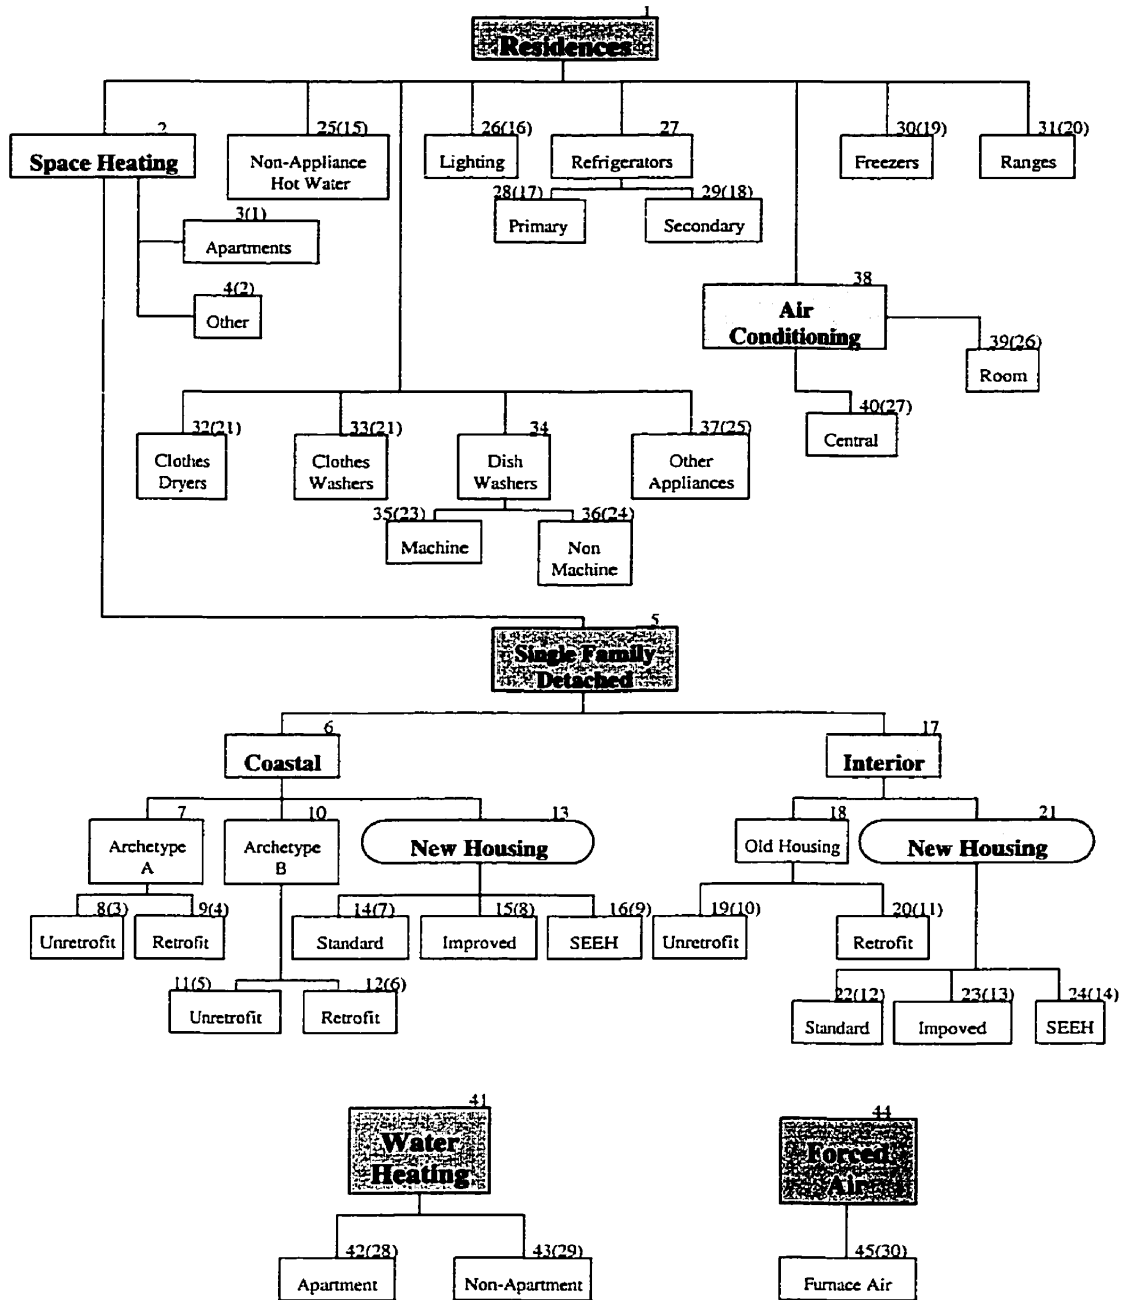 1
Residences
2
Space Heating
25(15)
Non-Appliance
Hot Water
26(16)
Lighting
27
Refrigerators
30(19)
Freezers
31(20)
Ranges
28(17)
Primary
29(18)
Secondary
3(1)
Apartments
4(2)
Other
38
Air
Conditioning
39(26)
Room
40(27)
Central
32(21)
Clothes
Dryers
33(21)
Clothes
Washers
34
Dish
Washers
37(25)
Other
Appliances
35(23)
Machine
36(24)
Non
Machine
5
Single Family
Detached
6
Coastal
17
Interior
7
Archetype
A
10
Archetype
B
13
New Housing
18
Old Housing
21
New Housing
8(3)
Unretrofit
9(4)
Retrofit
14(7)
Standard
15(8)
Improved
16(9)
SEEH
19(10)
Unretrofit
20(11)
Retrofit
11(5)
Unretrofit
12(6)
Retrofit
22(12)
Standard
23(13)
Impoved
24(14)
SEEH
41
Water
Heating
44
Forced
Air
42(28)
Apartment
43(29)
Non-Apartment
45(30)
Furnace Air